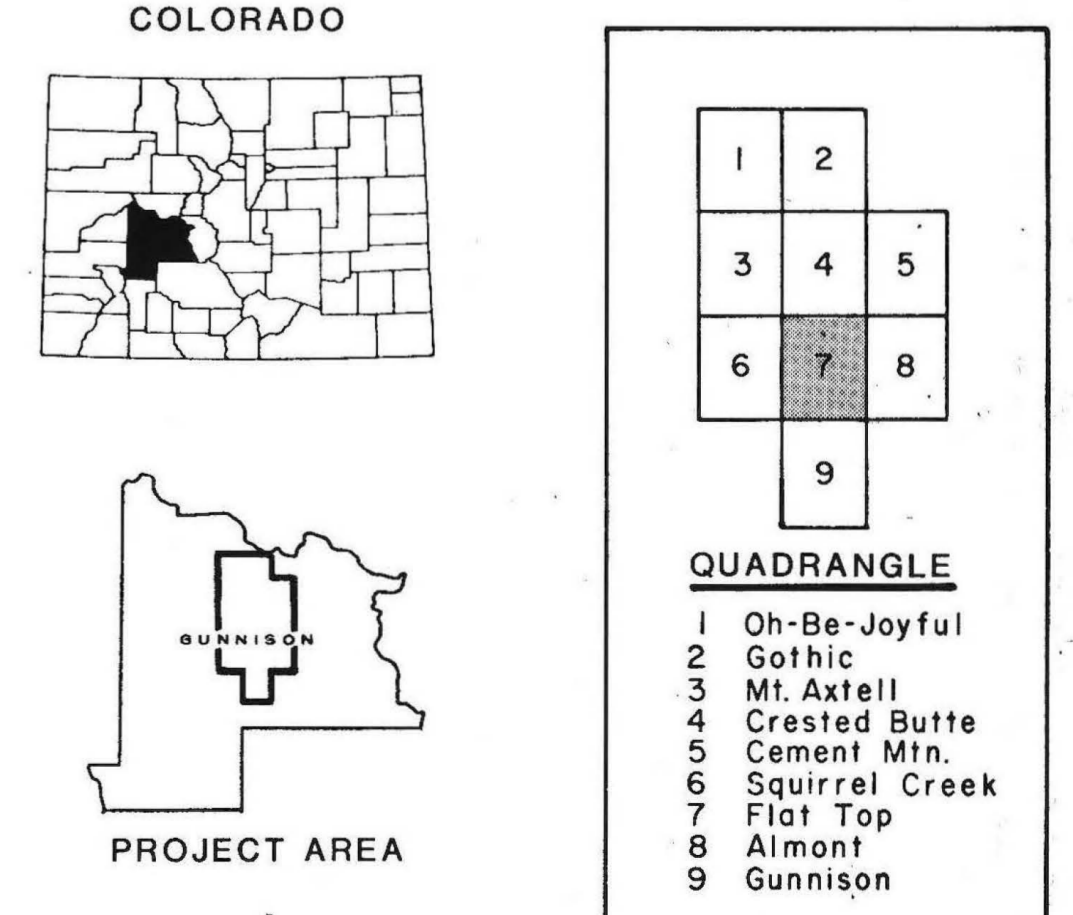 COLORADO
GUNNISON
PROJECT AREA
1 2
3 4 5
6 7 8
9
QUADRANGLE
1 Oh-Be-Joyful
2 Gothic
3 Mt. Axtell
4 Crested Butte
5 Cement Mtn.
6 Squirrel Creek
7 Flat Top
8 Almont
9 Gunnison